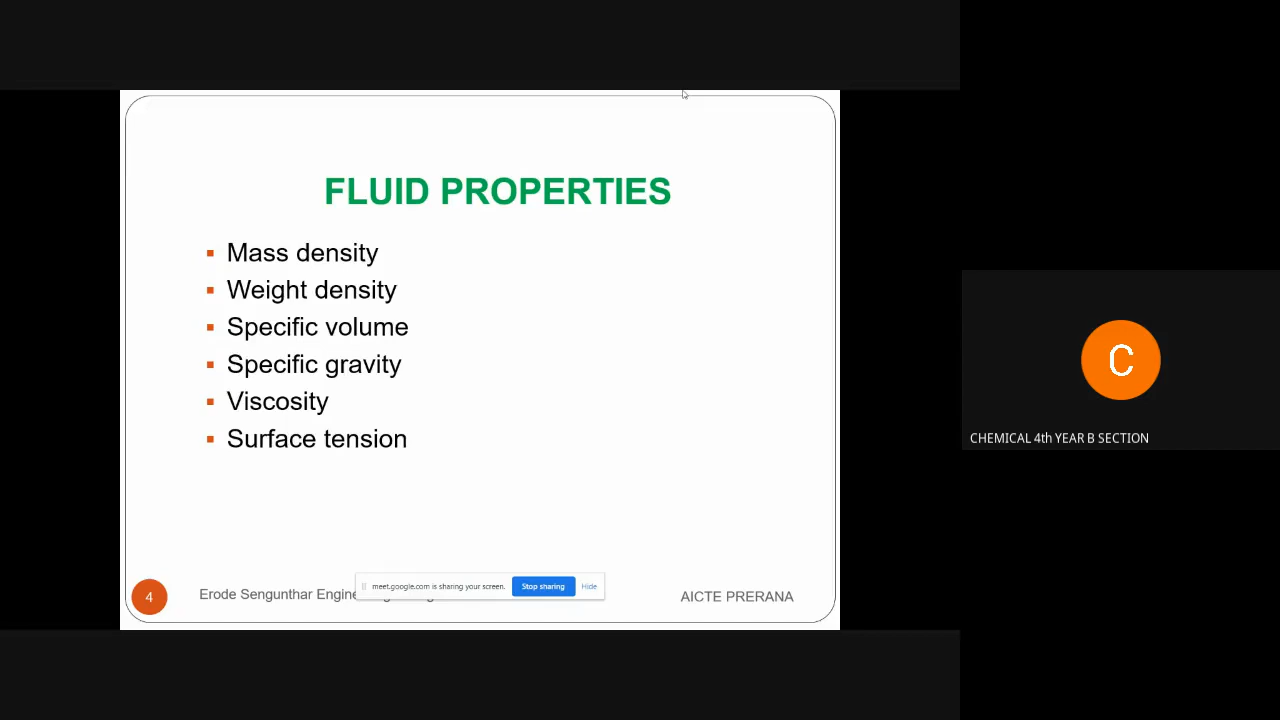 FLUID PROPERTIES
Mass density
Weight density
Specific volume
Specific gravity
Viscosity
Surface tension
C
CHEMICAL 4th YEAR B SECTION
meet.google.com is sharing your screen. Stop sharing Hide
4 Erode Sengunthar AICTE PRERANA